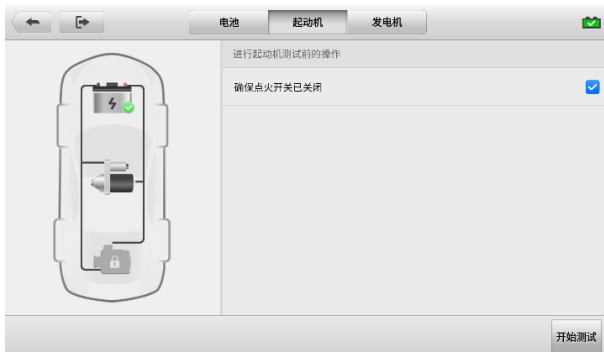 电池
起动机
发电机
进行起动机测试前的操作
确保点火开关已关闭
开始测试